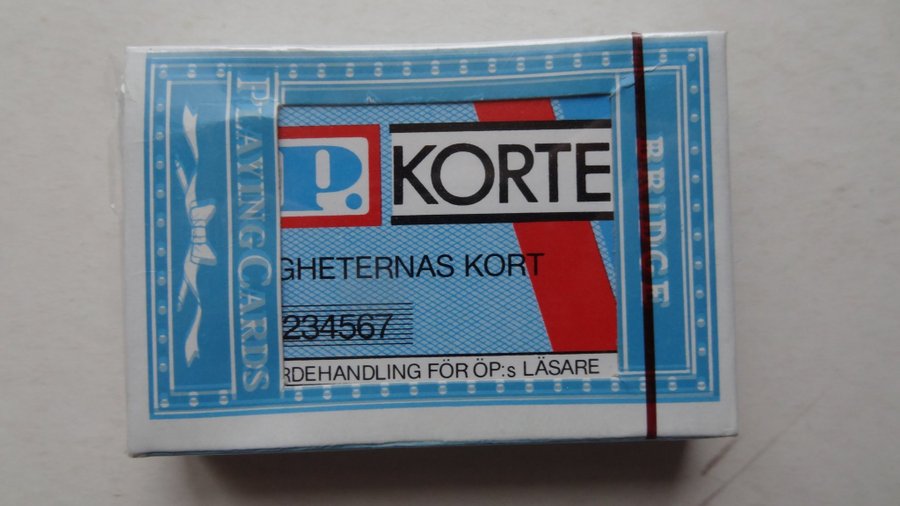 PLAYING CARDS
P.
KORTE
GHETERNAS KORT
234567
RDEHANDLING FÖR ÖP:s LÄSARE
BRIDGE